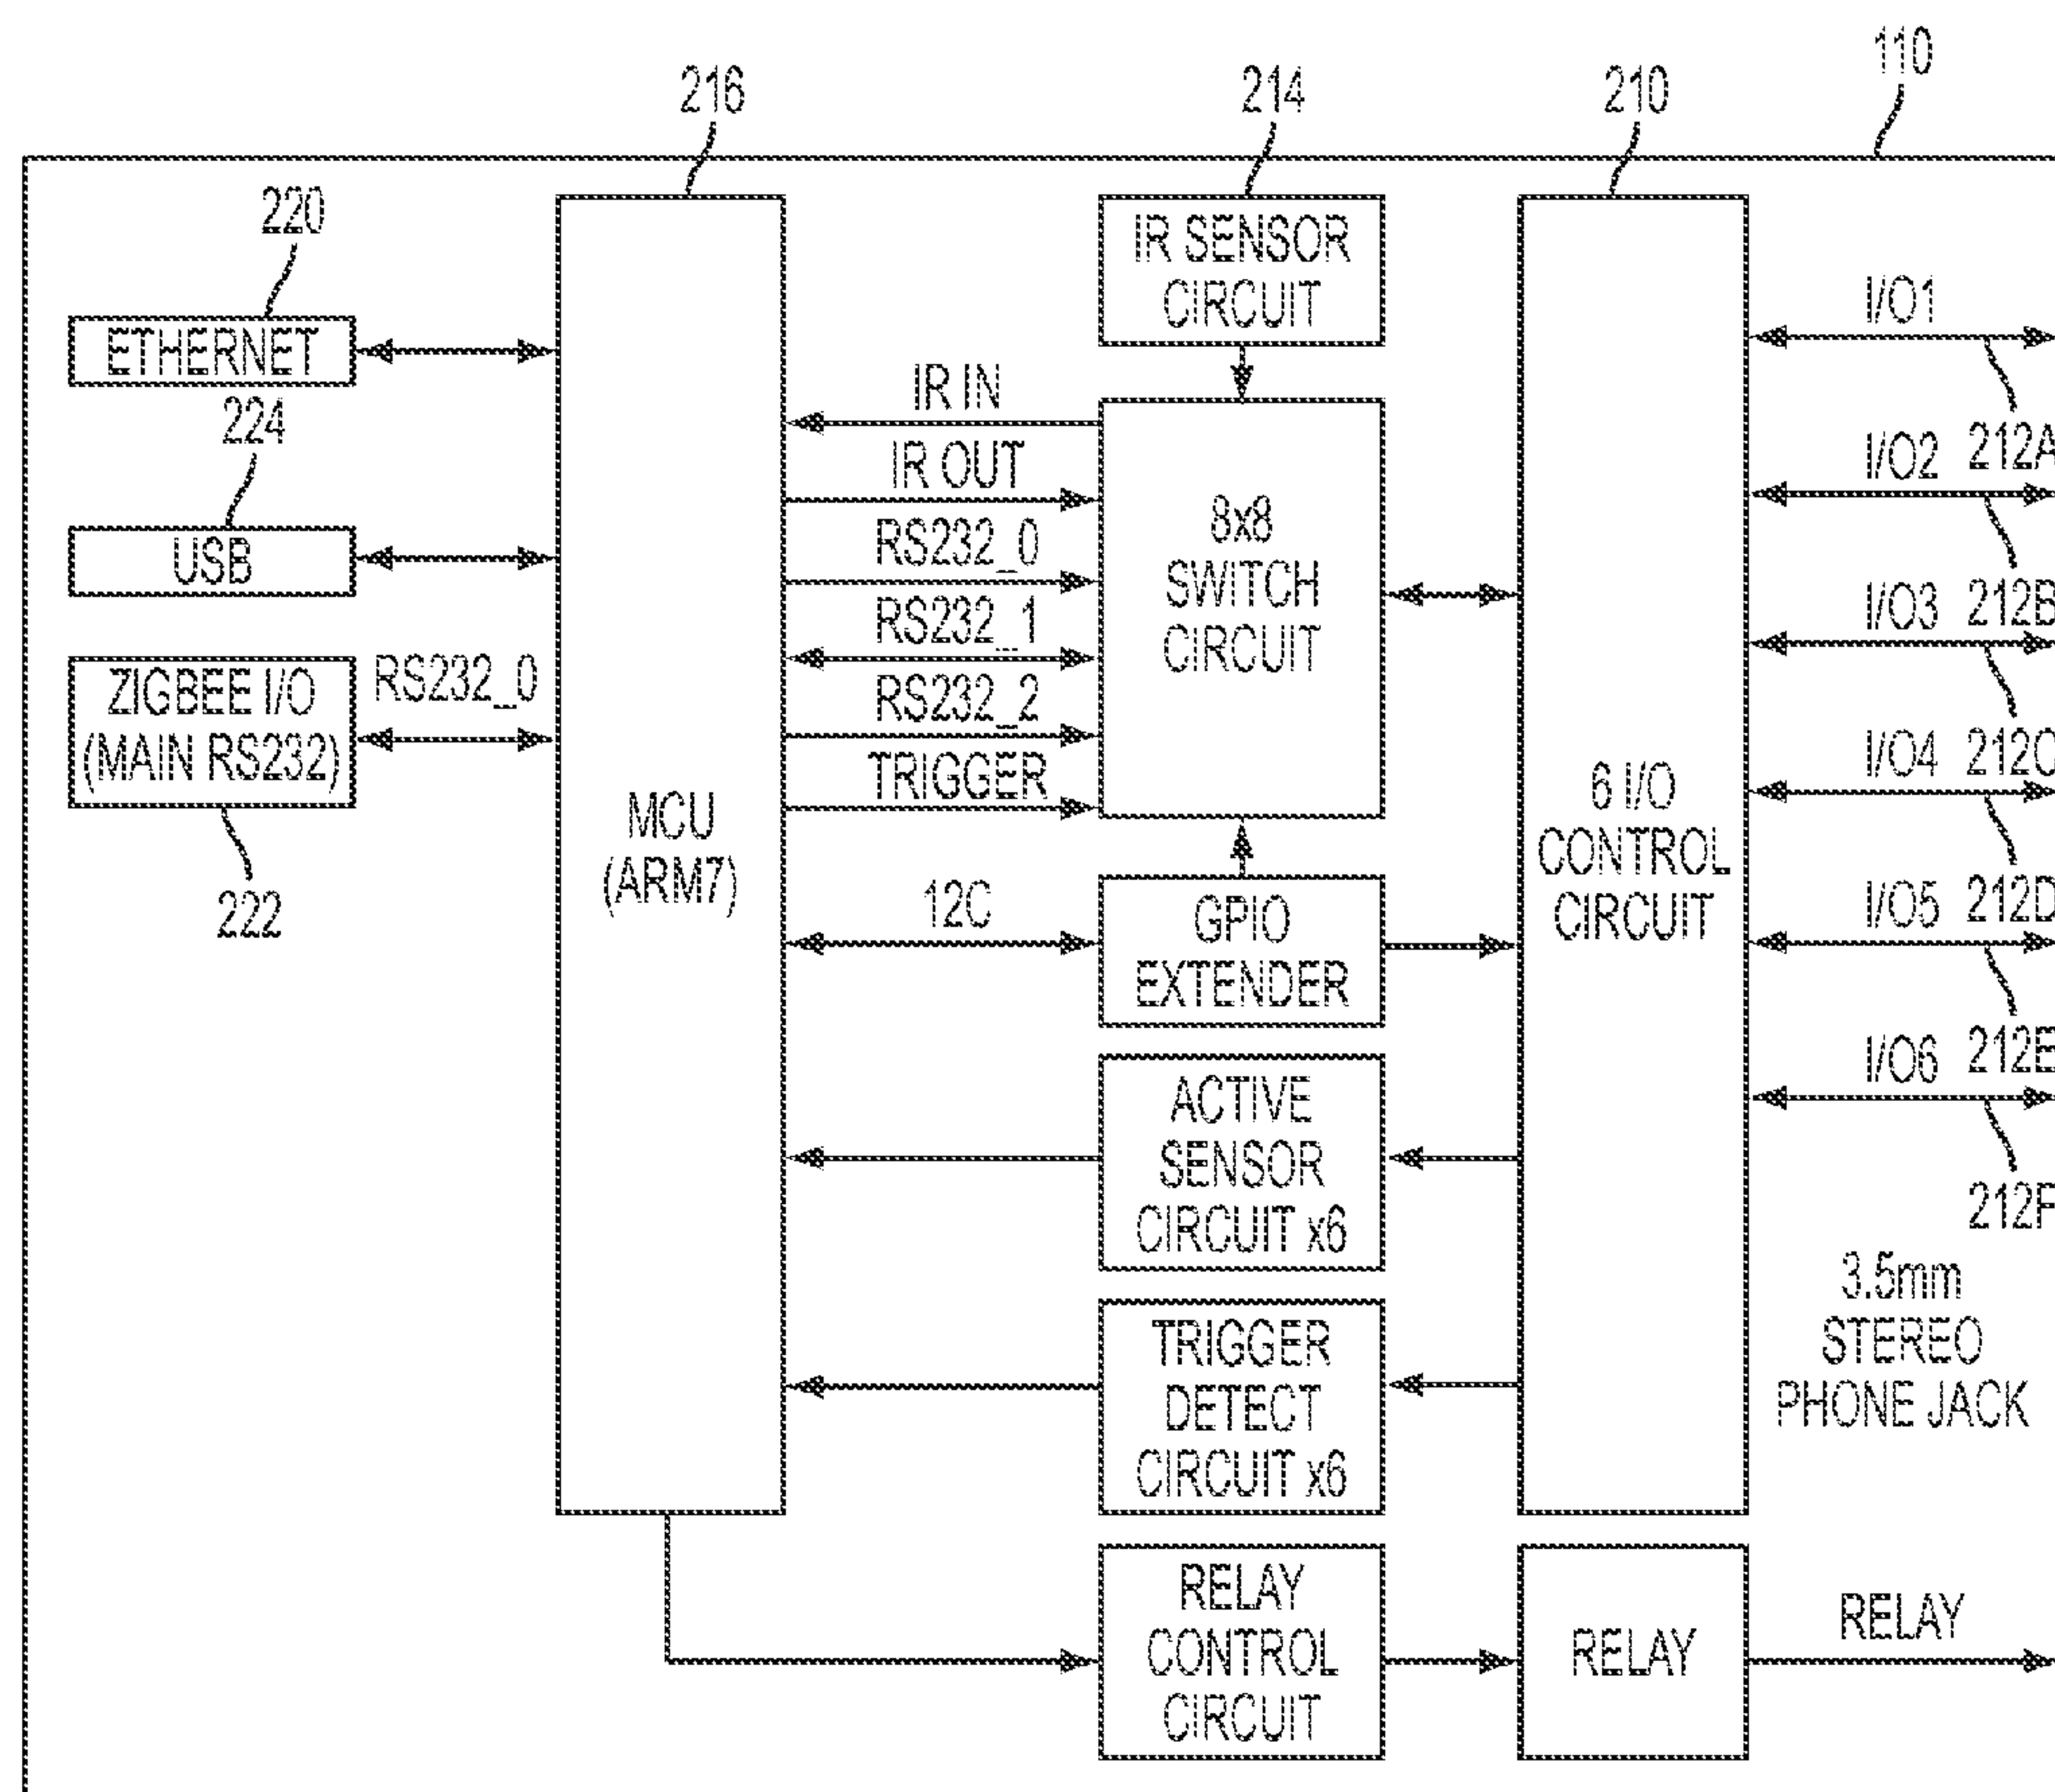 110
216
214
210
220
IR SENSOR
CIRCUIT
ETHERNET
I/O1
224
IR IN
212A
IR OUT
I/O2
USB
RS232_0
8x8
SWITCH
CIRCUIT
RS232_1
I/O3
212B
ZIGBEE I/O
(MAIN RS232)
RS232_0
RS232_2
I/O4
212C
TRIGGER
222
MCU
(ARM7)
6 I/O
CONTROL
CIRCUIT
12C
GPIO
EXTENDER
I/O5
212D
I/O6
212E
ACTIVE
SENSOR
CIRCUIT x6
212F
3.5mm
STEREO
PHONE JACK
TRIGGER
DETECT
CIRCUIT x6
RELAY
CONTROL
CIRCUIT
RELAY
RELAY